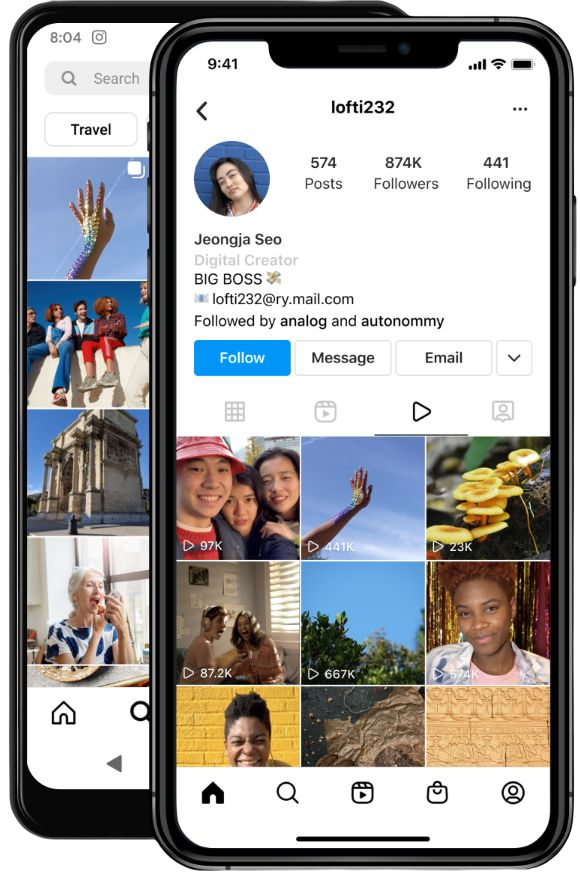 8:04
Search
Travel
9:41
lofti232
574 874K 441
Posts Followers Following
Jeongja Seo
Digital Creator
BIG BOSS 💸
📧 lofti232@ry.mail.com
Followed by analog and autonommy
Follow Message Email
97K 441K 23K
87.2K 667K 574K